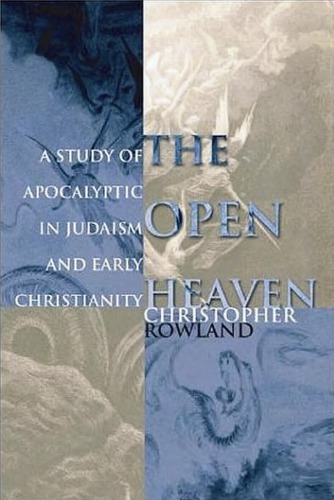 A STUDY OF
APOCALYPTIC
IN JUDAISM
AND EARLY
CHRISTIANITY
THE
OPEN
HEAVEN
CHRISTOPHER
ROWLAND